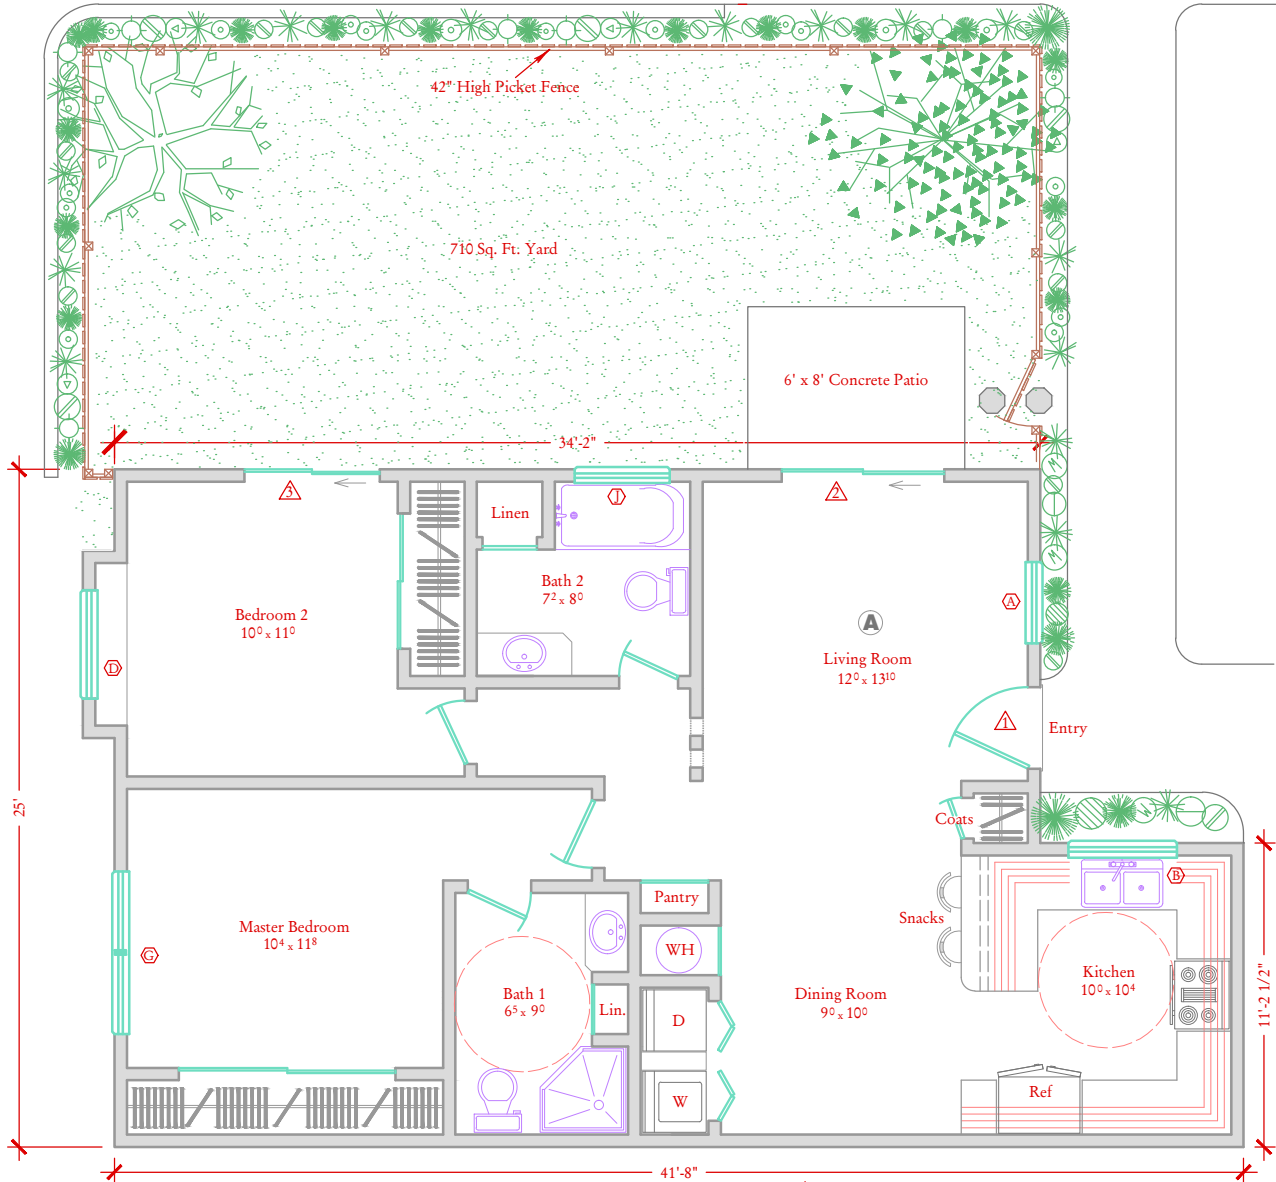 42" High Picket Fence
710 Sq. Ft. Yard
6' x 8' Concrete Patio
34'-2"
3
J
2
Linen
Bath 2
7² x 8⁰
Bedroom 2
10⁰ x 11⁰
A
A
D
Living Room
12⁰ x 13¹⁰
1
Entry
25'
Coats
B
Pantry
Snacks
Master Bedroom
10⁴ x 11⁸
G
WH
Kitchen
10⁰ x 10⁴
Bath 1
6⁵ x 9⁰
Lin.
Dining Room
9⁰ x 10⁰
D
11'-2 1/2"
Ref
W
41'-8"